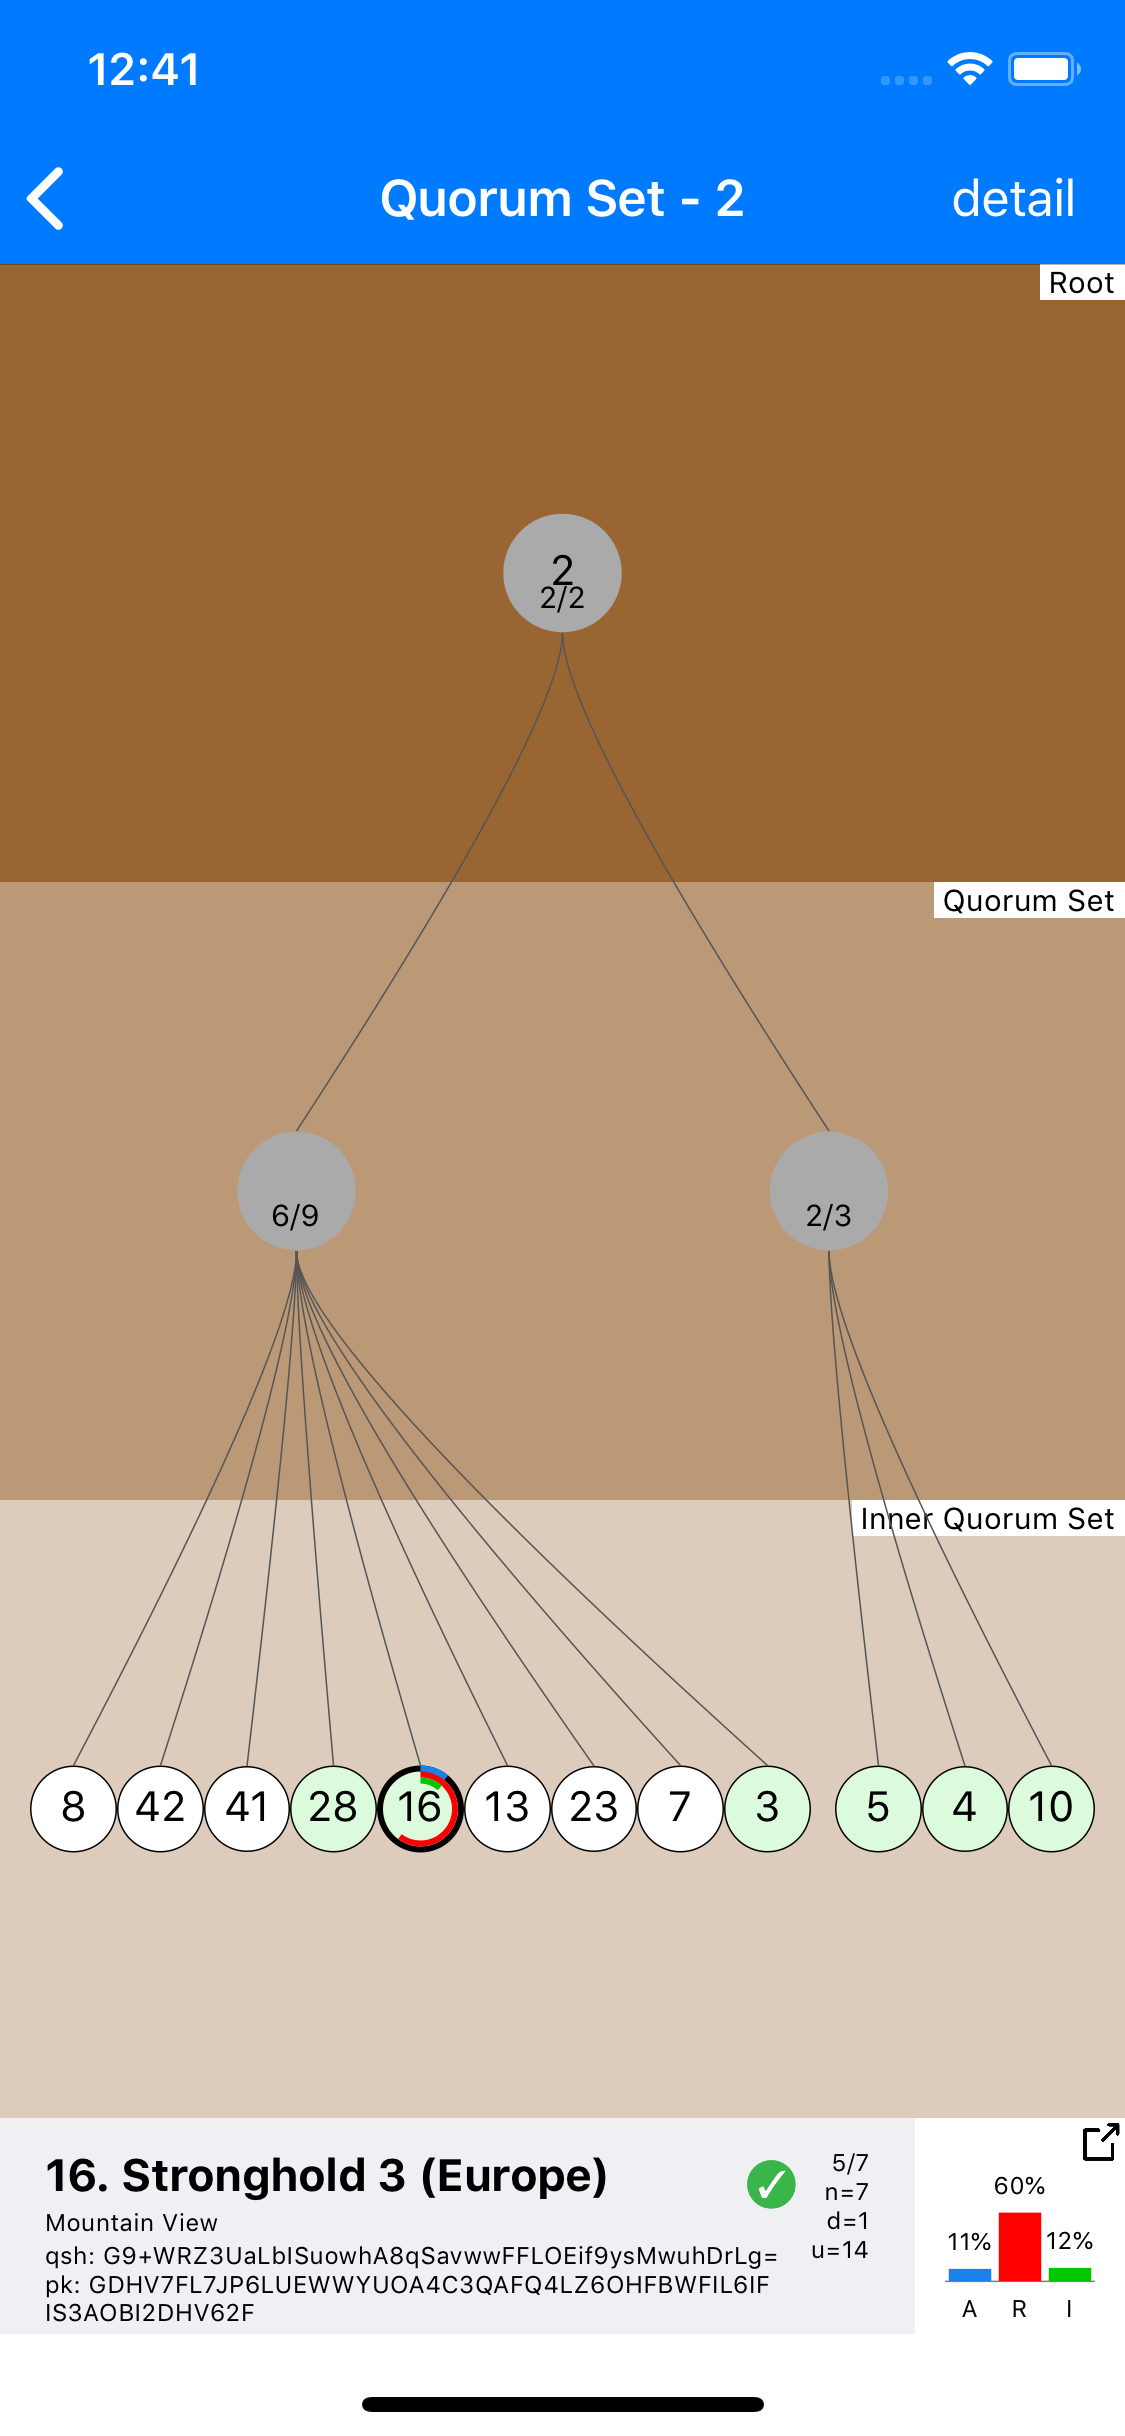 12:41
Quorum Set - 2
detail
Root
2
2/2
Quorum Set
6/9
2/3
Inner Quorum Set
8 42 41 28 16 13 23 7 3 5 4 10
16. Stronghold 3 (Europe)
Mountain View
qsh: G9+WRZ3UaLbISuowhA8qSavwwFFLOEif9ysMwuhDrLg=
pk: GDHV7FL7JP6LUEWWYUOA4C3QAFQ4LZ6OHFBWFIL6IF
IS3AOBI2DHV62F
5/7
n=7
d=1
u=14
60%
11% 12%
A R I